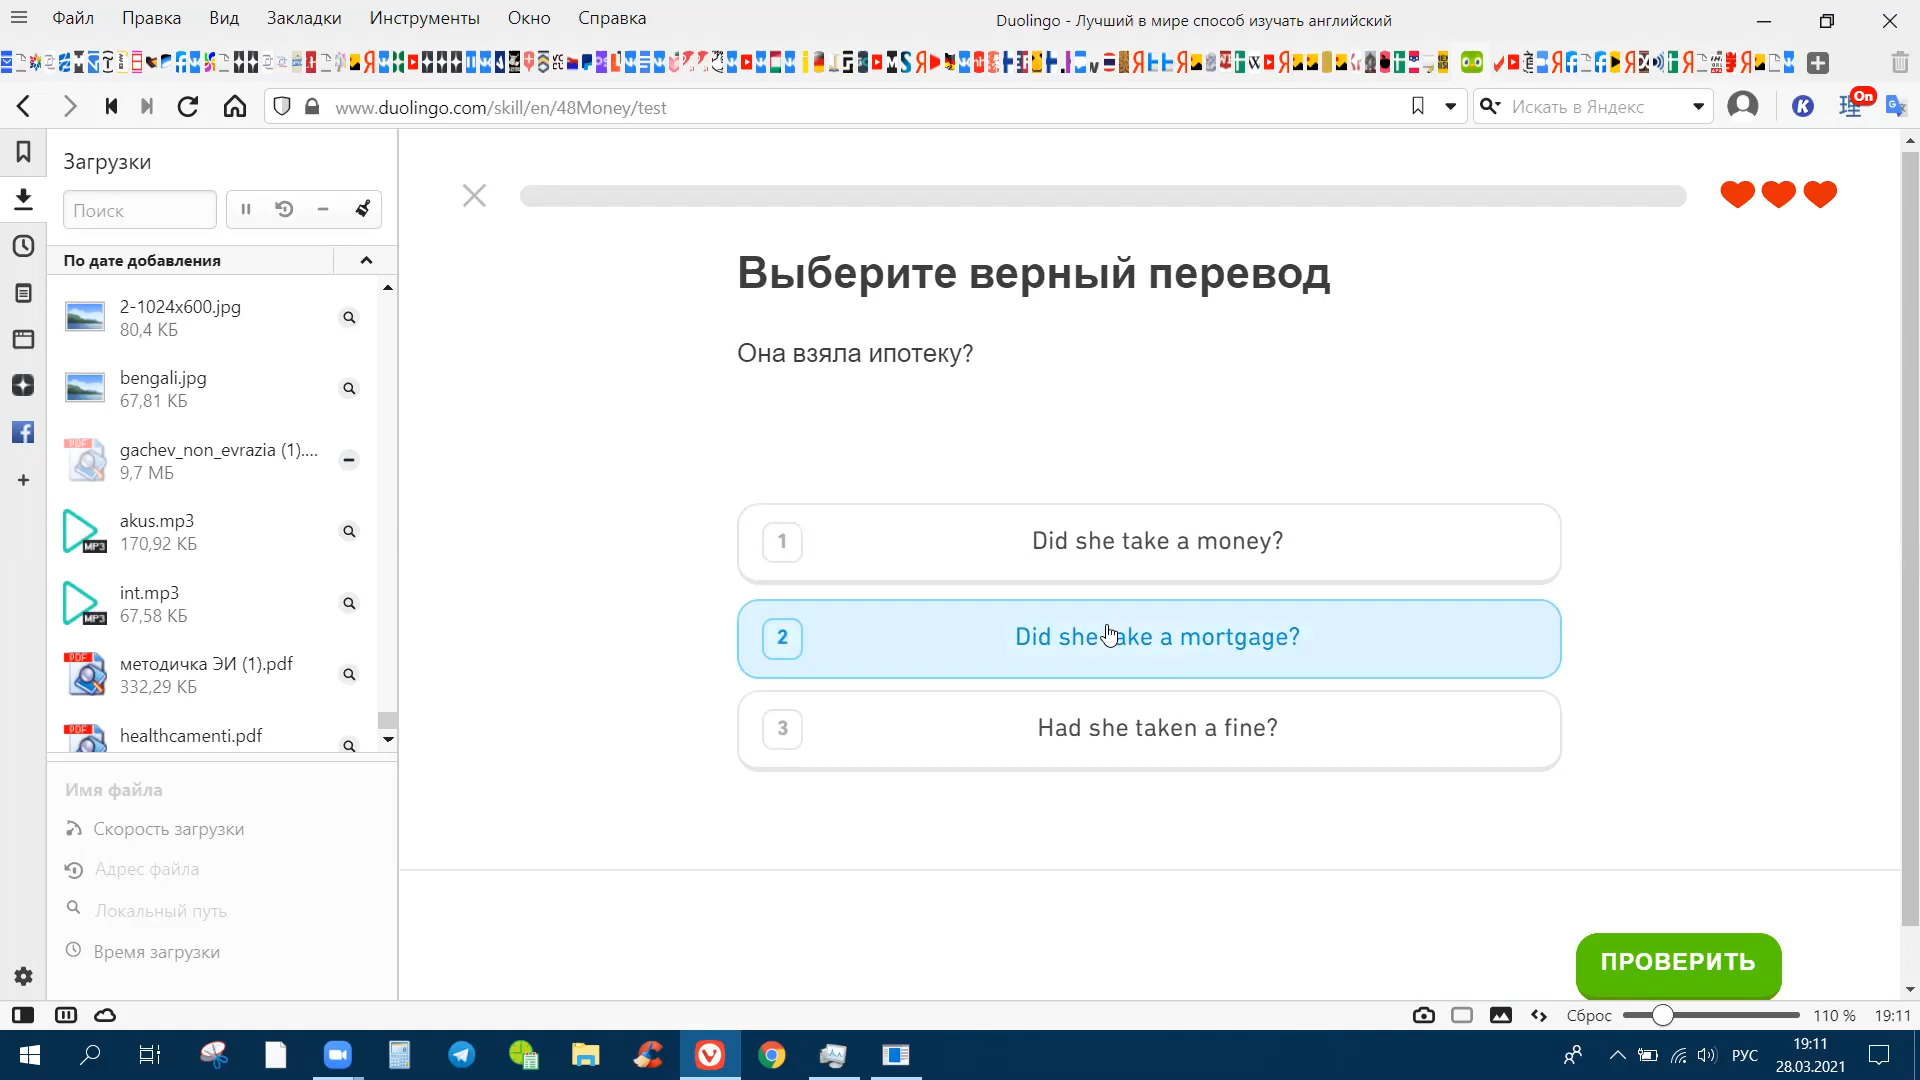 Файл Правка Вид Закладки Инструменты Окно Справка
Duolingo - Лучший в мире способ изучать английский
www.duolingo.com/skill/en/48Money/test
Искать в Яндекс
On
Загрузки
Поиск
По дате добавления
2-1024x600.jpg
80,4 КБ
bengali.jpg
67,81 КБ
gachev_non_evrazia (1)....
9,7 МБ
akus.mp3
170,92 КБ
int.mp3
67,58 КБ
методичка ЭИ (1).pdf
332,29 КБ
healthcamenti.pdf
Имя файла
Скорость загрузки
Адрес файла
Локальный путь
Время загрузки
Выберите верный перевод
Она взяла ипотеку?
1 Did she take a money?
2 Did she take a mortgage?
3 Had she taken a fine?
ПРОВЕРИТЬ
Сброс 110 % 19:11
РУС
19:11
28.03.2021